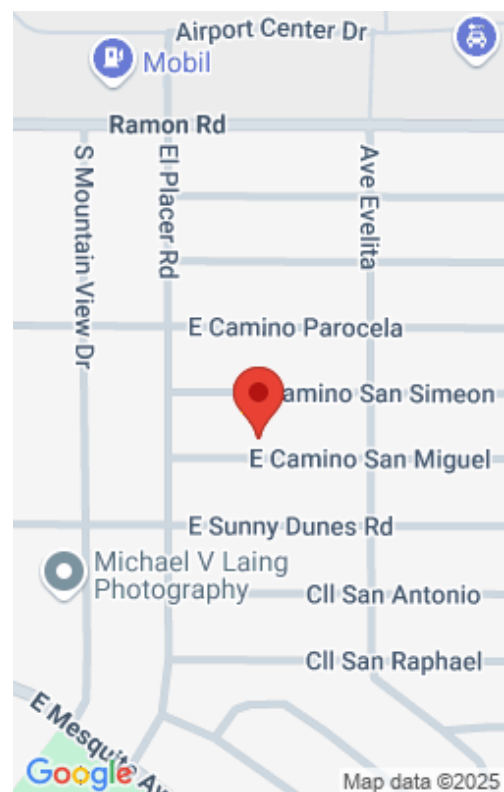 Airport Center Dr
Mobil
Ramon Rd
S Mountain View Dr
El Placer Rd
Ave Evelita
E Camino Parocela
amino San Simeon
E Camino San Miguel
E Sunny Dunes Rd
Michael V Laing
Photography
Cll San Antonio
Cll San Raphael
E Mesquite Av
Google
Map data ©2025